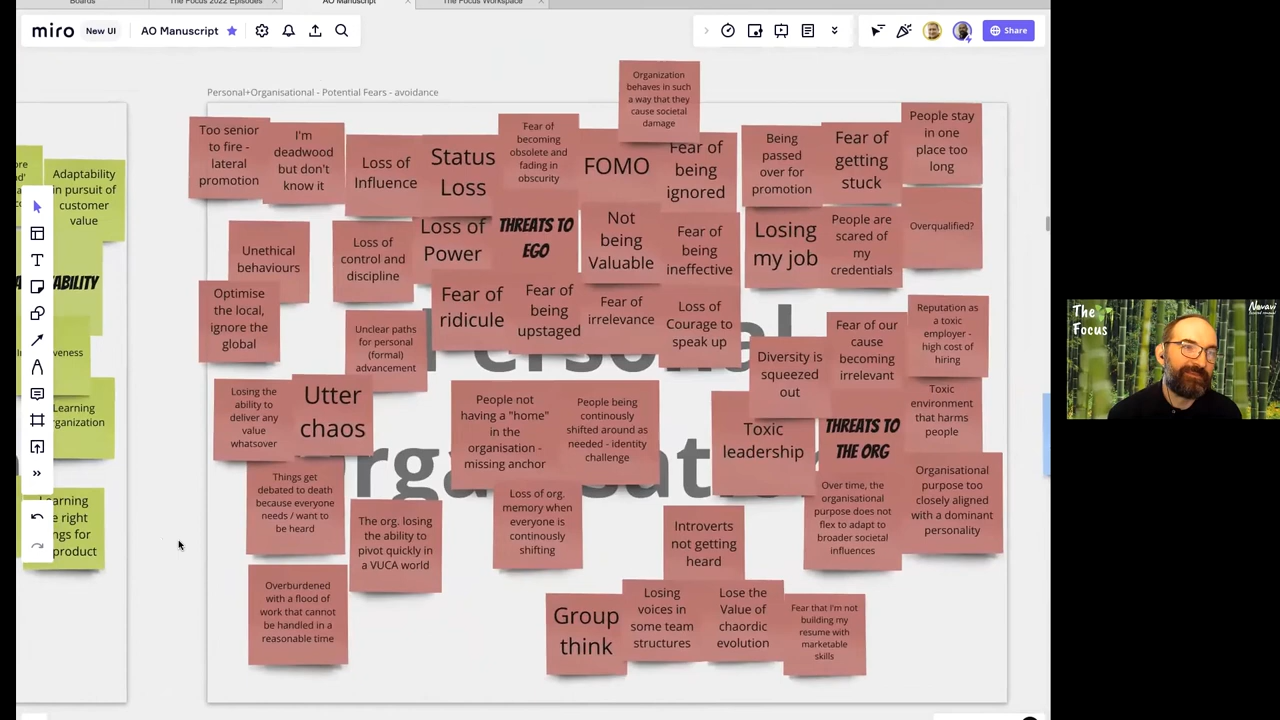 Boards
The Focus 2022 Episodes
AO Manuscript
The Focus Workspace
miro
New UI
AO Manuscript
Share
Personal+Organisational - Potential Fears - avoidance
Organization
behaves in such
a way that they
cause societal
damage
Too senior
to fire -
lateral
promotion
I'm
deadwood
but don't
know it
Loss of
Influence
Status
Loss
Fear of
becoming
obsolete and
fading in
obscurity
FOMO
Fear of
being
ignored
Being
passed
over for
promotion
Fear of
getting
stuck
People stay
in one
place too
long
Adaptability
in pursuit of
customer
value
Unethical
behaviours
Loss of
control and
discipline
Loss of
Power
THREATS TO
EGO
Not
being
Valuable
Fear of
being
ineffective
Losing
my job
People are
scared of
my
credentials
Overqualified?
Optimise
the local,
ignore the
global
Unclear paths
for personal
(formal)
advancement
Fear of
ridicule
Fear of
being
upstaged
Fear of
irrelevance
Loss of
Courage to
speak up
Diversity is
squeezed
out
Fear of our
cause
becoming
irrelevant
Reputation as
a toxic
employer -
high cost of
hiring
Losing the
ability to
deliver any
value
whatsover
Utter
chaos
People not
having a "home"
in the
organisation -
missing anchor
People being
continously
shifted around as
needed - identity
challenge
Toxic
leadership
THREATS TO
THE ORG
Toxic
environment
that harms
people
Things get
debated to death
because everyone
needs / want to
be heard
The org. losing
the ability to
pivot quickly in
a VUCA world
Loss of org.
memory when
everyone is
continously
shifting
Introverts
not getting
heard
Over time, the
organisational
purpose does not
flex to adapt to
broader societal
influences
Organisational
purpose too
closely aligned
with a dominant
personality
Overburdened
with a flood of
work that cannot
be handled in a
reasonable time
Group
think
Losing
voices in
some team
structures
Lose the
Value of
chaordic
evolution
Fear that I'm not
building my
resume with
marketable
skills
The
Focus